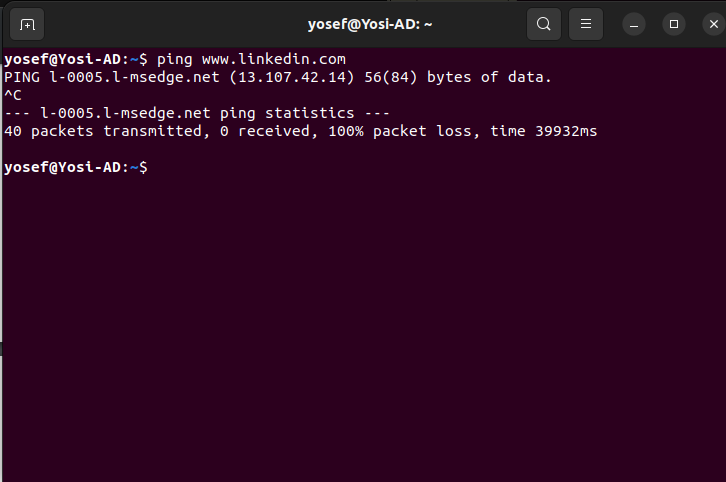 yosef@Yosi-AD: ~
yosef@Yosi-AD:~$ ping www.linkedin.com
PING l-0005.l-msedge.net (13.107.42.14) 56(84) bytes of data.
^C
--- l-0005.l-msedge.net ping statistics ---
40 packets transmitted, 0 received, 100% packet loss, time 39932ms
yosef@Yosi-AD:~$